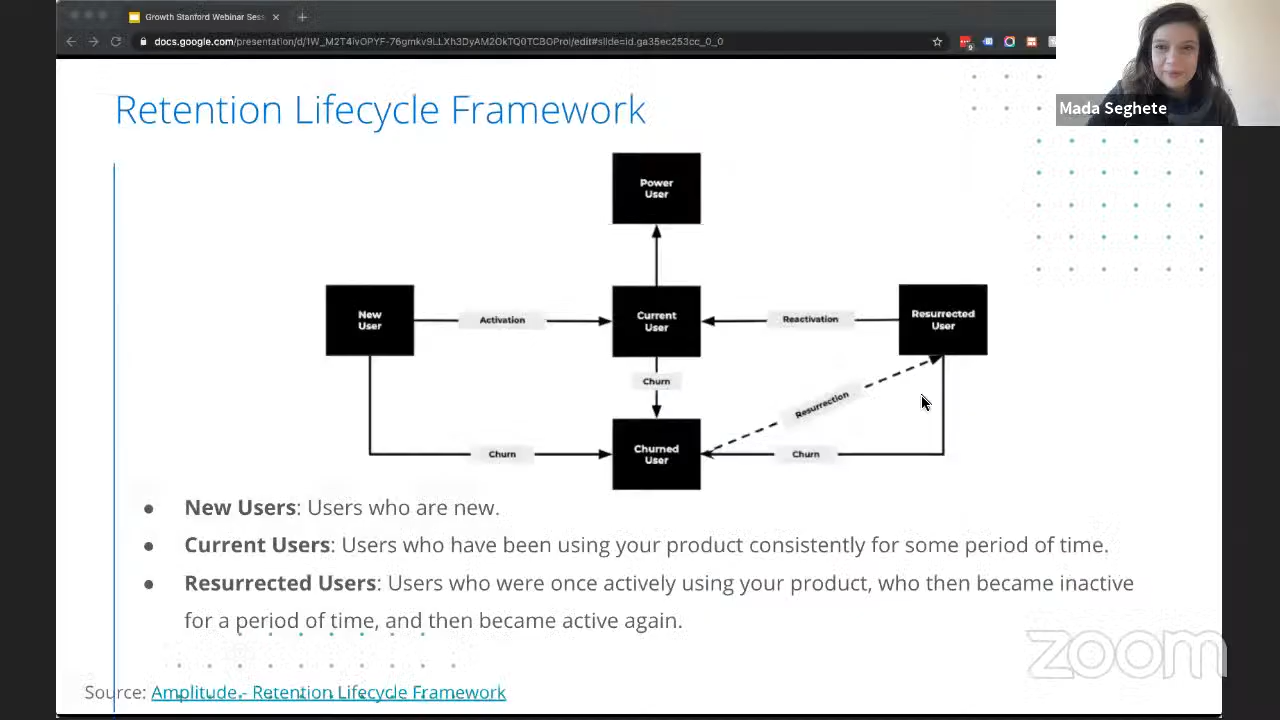 Growth Stanford Webinar Sess
docs.google.com/presentation/d/1W_M2T4ivOPYF-76gmkv9LLXh3DyAM2OkTQ0TCBOProI/edit#slide=id.ga35ec253cc_0_0
Mada Seghete
Retention Lifecycle Framework
Power
User
New
User
Activation
Current
User
Reactivation
Resurrected
User
Churn
Resurrection
Churned
User
Churn
Churn
● New Users: Users who are new.
● Current Users: Users who have been using your product consistently for some period of time.
● Resurrected Users: Users who were once actively using your product, who then became inactive
for a period of time, and then became active again.
zoom
Source: Amplitude - Retention Lifecycle Framework